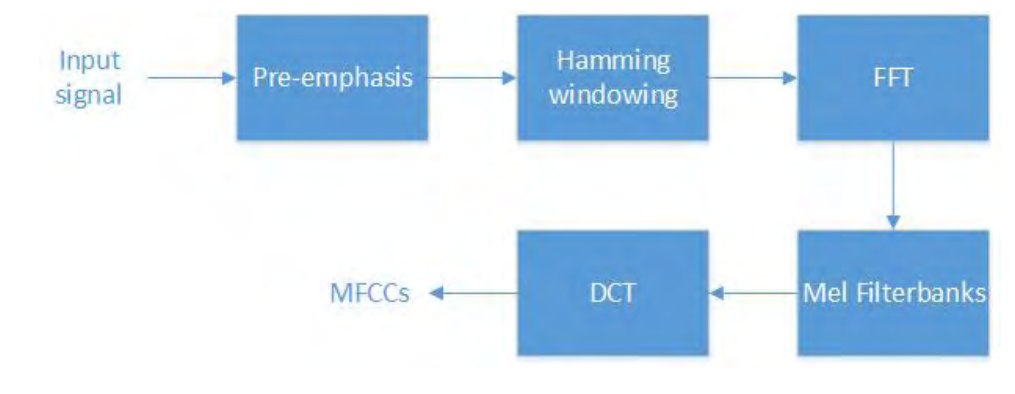 Input
signal
Pre-emphasis
Hamming
windowing
FFT
MFCCs
DCT
Mel Filterbanks